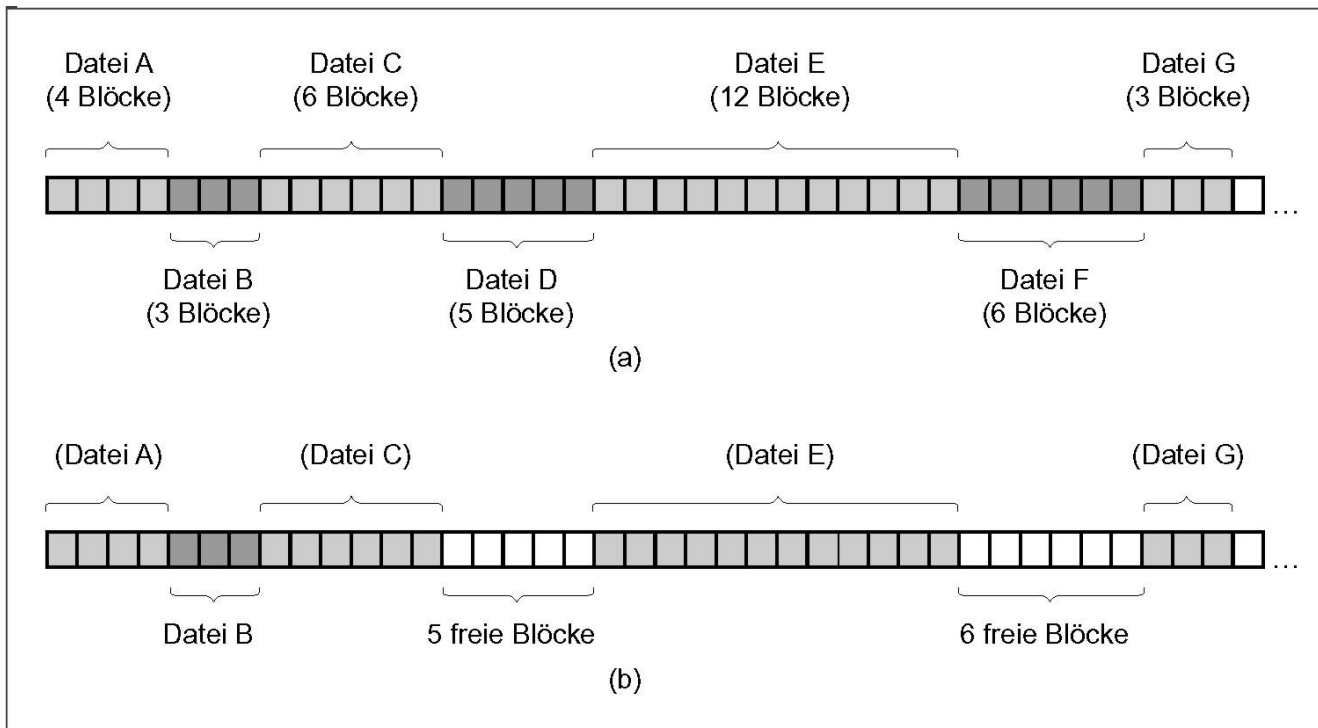 Datei A
(4 Blöcke)
Datei C
(6 Blöcke)
Datei E
(12 Blöcke)
Datei G
(3 Blöcke)
...
Datei B
(3 Blöcke)
Datei D
(5 Blöcke)
Datei F
(6 Blöcke)
(a)
(Datei A)
(Datei C)
(Datei E)
(Datei G)
...
Datei B
5 freie Blöcke
6 freie Blöcke
(b)